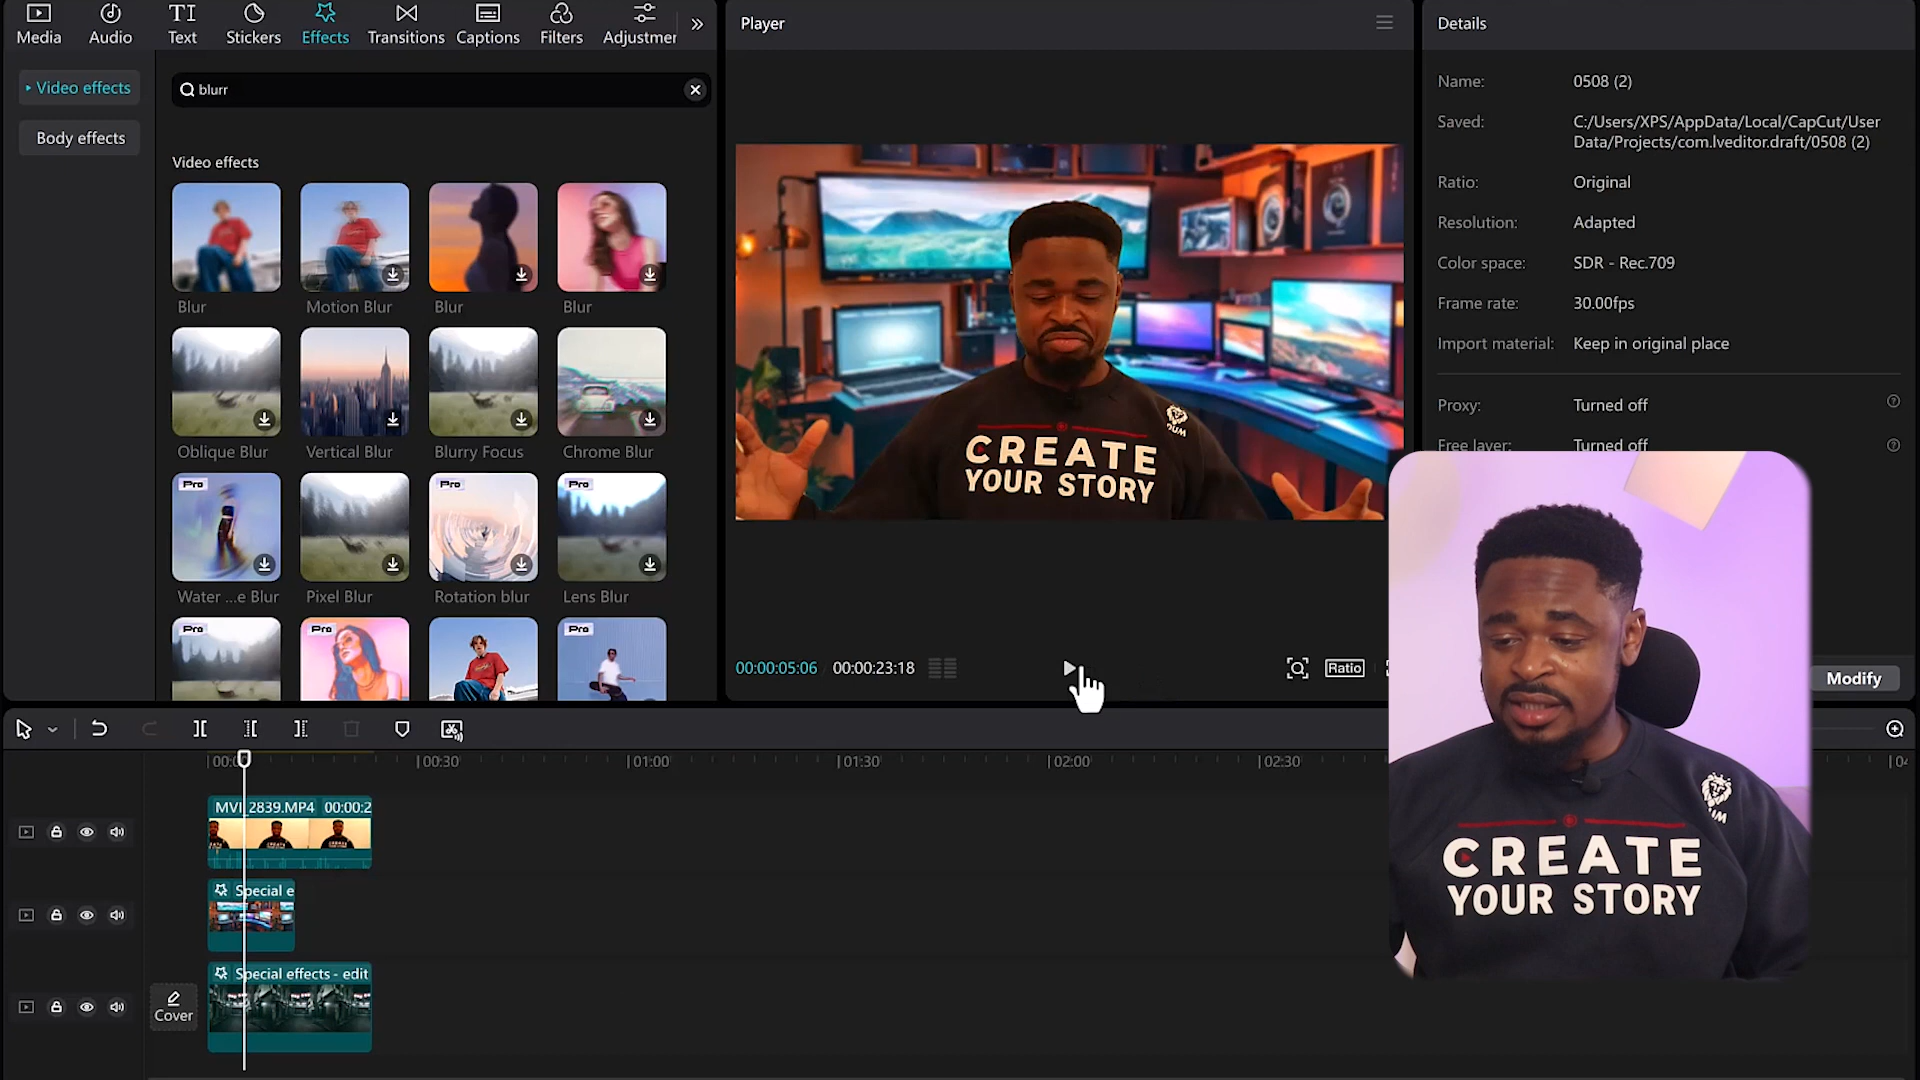 Media
Audio
TI
Text
Stickers
Effects
Transitions
Captions
Filters
Adjustmer
Player
Details
Video effects
Body effects
blurr
Video effects
Blur
Motion Blur
Blur
Blur
Oblique Blur
Vertical Blur
Blurry Focus
Chrome Blur
Pro
Pro
Pro
Water ...e Blur
Pixel Blur
Rotation blur
Lens Blur
Pro
Pro
Pro
CREATE
YOUR STORY
00:00:05:06
00:00:23:18
Ratio
Name:
0508 (2)
Saved:
C:/Users/XPS/AppData/Local/CapCut/User
Data/Projects/com.lveditor.draft/0508 (2)
Ratio:
Original
Resolution:
Adapted
Color space:
SDR - Rec.709
Frame rate:
30.00fps
Import material:
Keep in original place
Proxy:
Turned off
Free layer:
Turned off
Modify
00:30
01:00
01:30
02:00
02:30
MVI_2839.MP4 00:00:2
Special e
Special effects - edit
Cover
CREATE
YOUR STORY